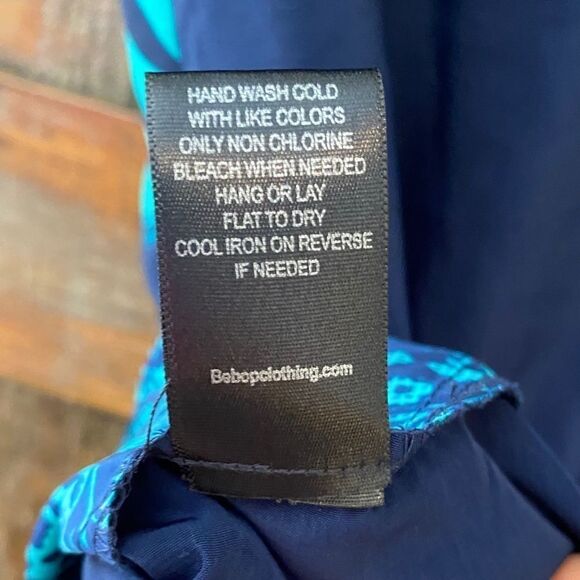 HAND WASH COLD
WITH LIKE COLORS
ONLY NON CHLORINE
BLEACH WHEN NEEDED
HANG OR LAY
FLAT TO DRY
COOL IRON ON REVERSE
IF NEEDED
Bebopclothing.com